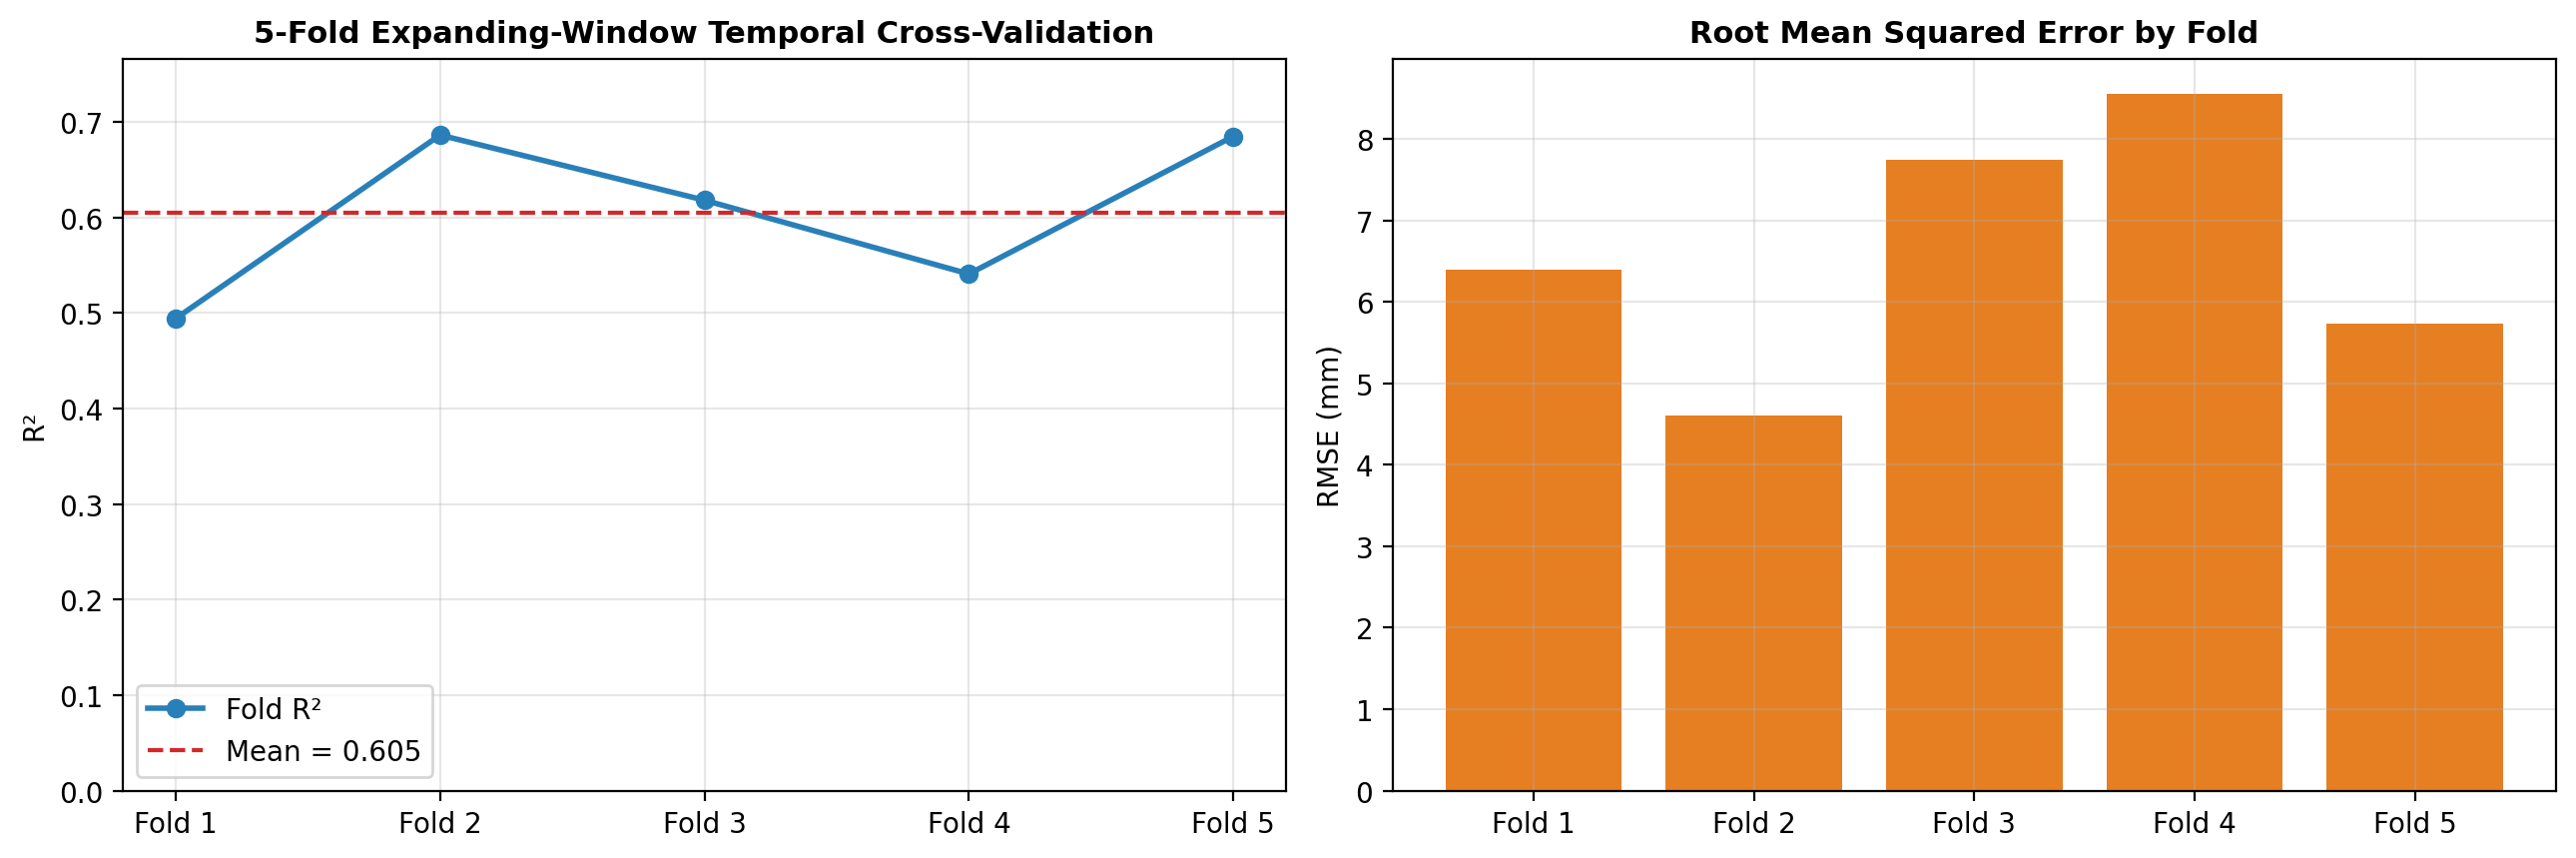 5-Fold Expanding-Window Temporal Cross-Validation
R²
0.7
0.6
0.5
0.4
0.3
0.2
0.1
0.0
Fold R²
Mean = 0.605
Fold 1 Fold 2 Fold 3 Fold 4 Fold 5
Root Mean Squared Error by Fold
RMSE (mm)
8
7
6
5
4
3
2
1
0
Fold 1 Fold 2 Fold 3 Fold 4 Fold 5